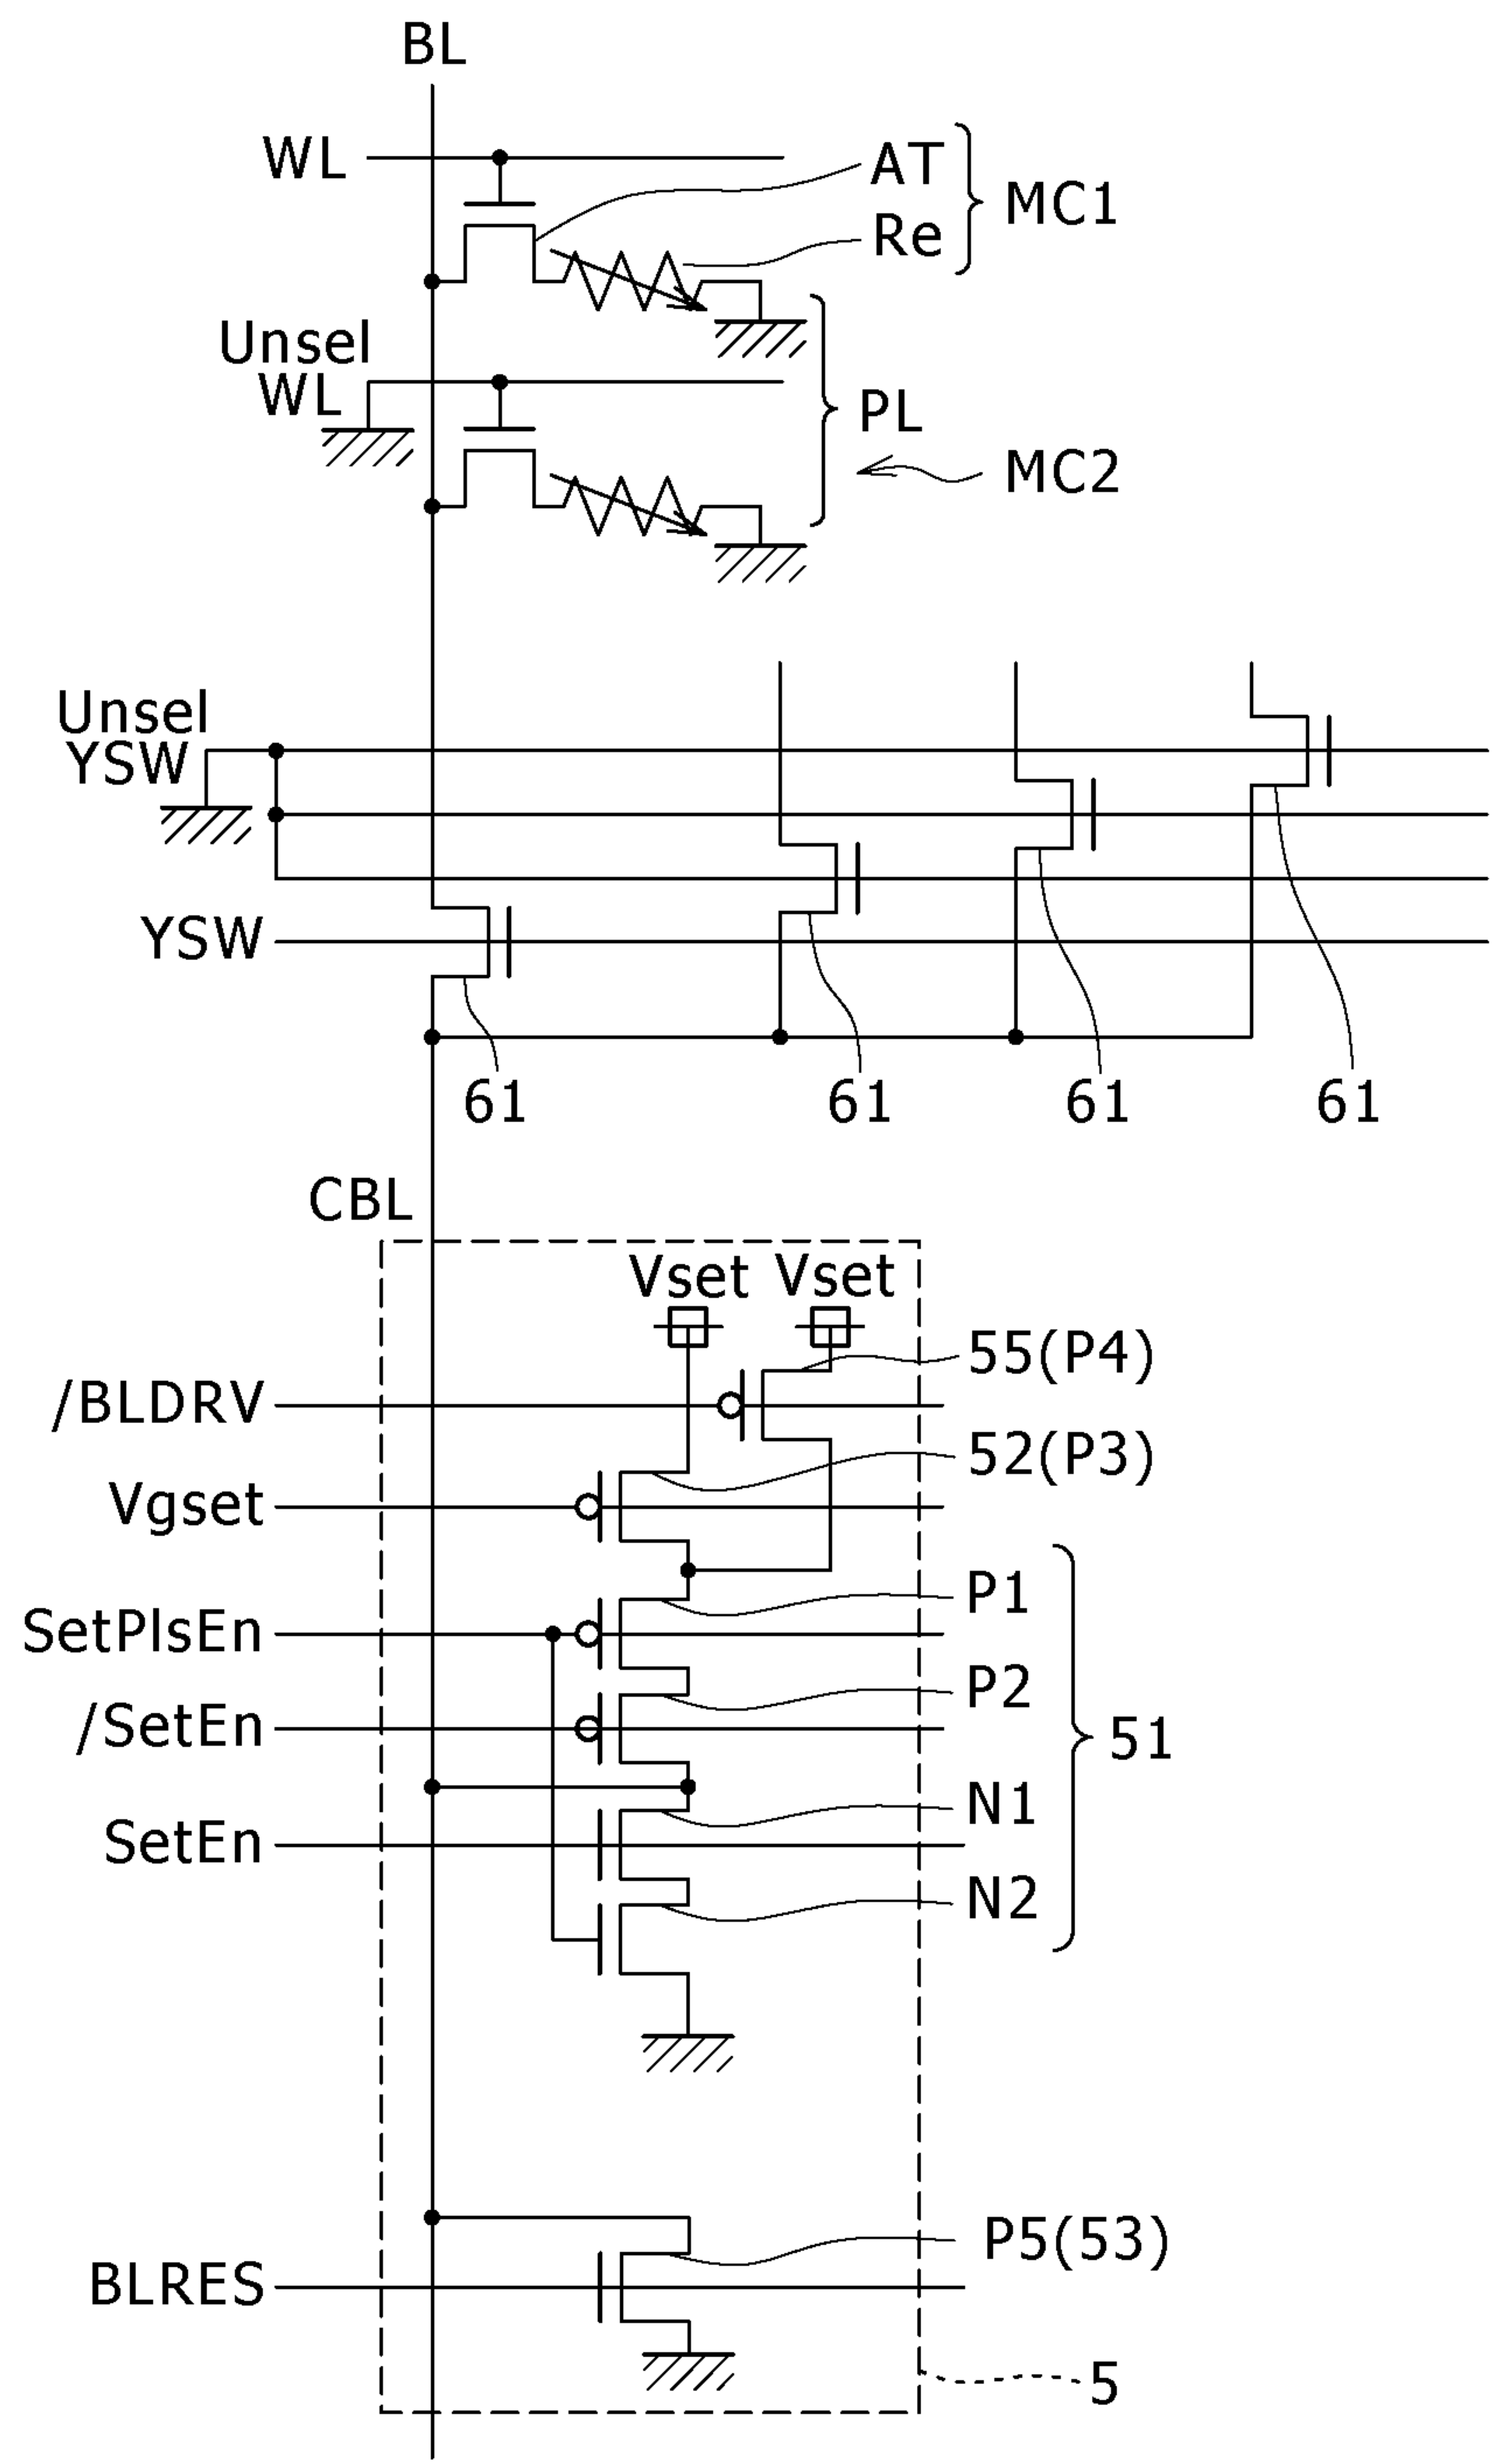 BL
WL
AT
Re
MC1
Unsel
WL
PL
MC2
Unsel
YSW
YSW
61
61
61
61
CBL
Vset Vset
55(P4)
/BLDRV
52(P3)
Vgset
P1
SetPlsEn
P2
/SetEn
51
N1
SetEn
N2
P5(53)
BLRES
5